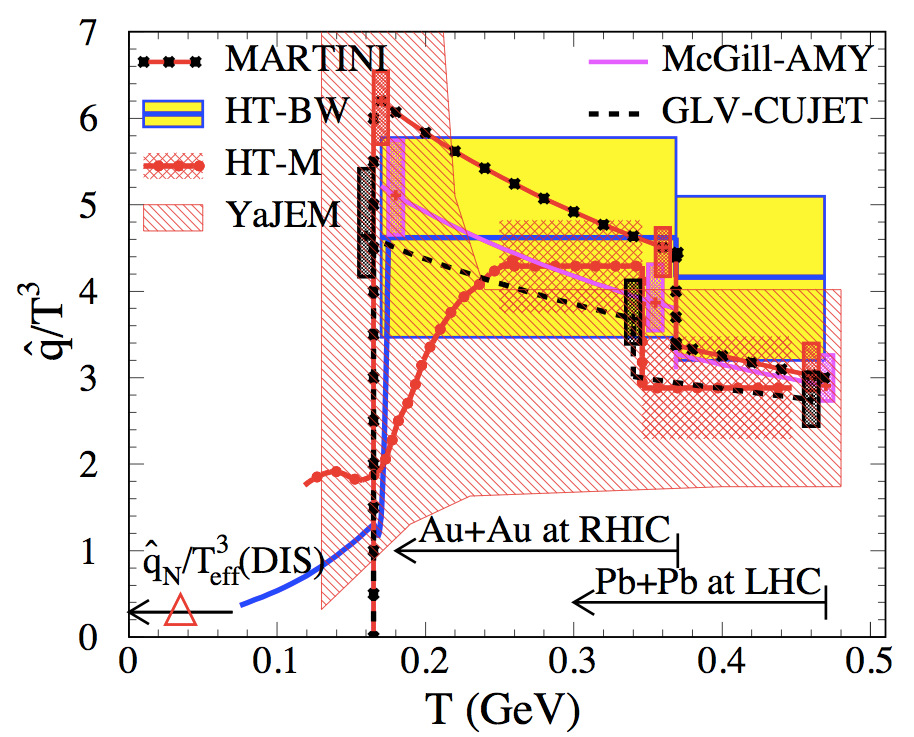 7
6
5
4
3
2
1
0
q̂/T³
MARTINI
HT-BW
HT-M
YaJEM
McGill-AMY
GLV-CUJET
Au+Au at RHIC
Pb+Pb at LHC
q̂_N/T³_eff(DIS)
0 0.1 0.2 0.3 0.4 0.5
T (GeV)